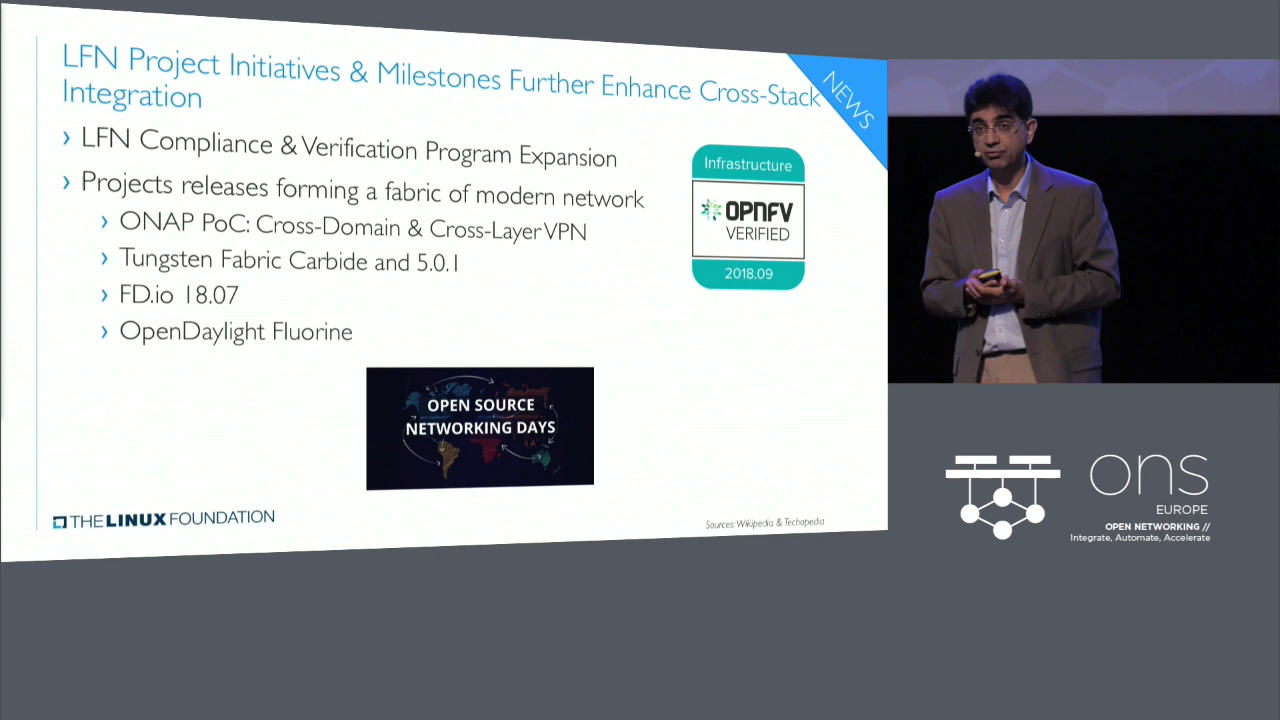 LFN Project Initiatives & Milestones Further Enhance Cross-Stack
Integration
NEWS
› LFN Compliance & Verification Program Expansion
› Projects releases forming a fabric of modern network
› ONAP PoC: Cross-Domain & Cross-Layer VPN
› Tungsten Fabric Carbide and 5.0.1
› FD.io 18.07
› OpenDaylight Fluorine
Infrastructure
OPNFV
VERIFIED
2018.09
OPEN SOURCE
NETWORKING DAYS
THE LINUX FOUNDATION
Sources: Wikipedia & Techopedia
ons
EUROPE
OPEN NETWORKING //
Integrate, Automate, Accelerate